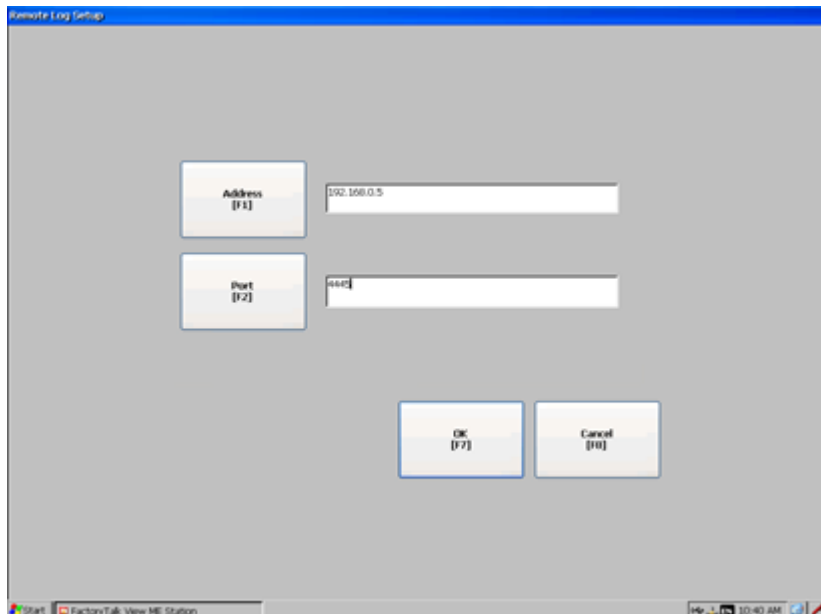 Remote Log Setup
Address
[F1]
192.168.0.5
Port
[F2]
4445
OK
[F7]
Cancel
[F8]
Start
FactoryTalk View ME Station
10:40 AM